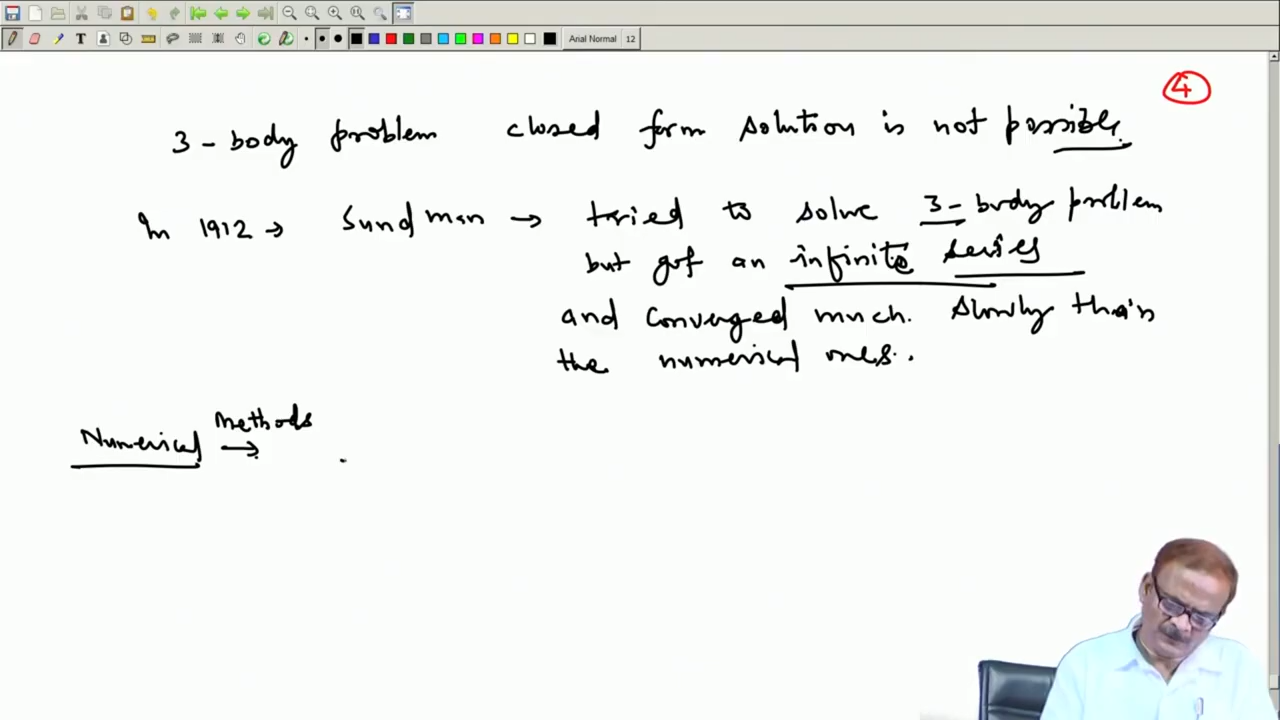 Arial Normal 12
4
3-body problem closed form solution is not possible.
In 1912 → Sundman → tried to solve 3-body problem
but got an infinite series
and converged much. slowly than
the numerical ones.
Methods
Numerical →